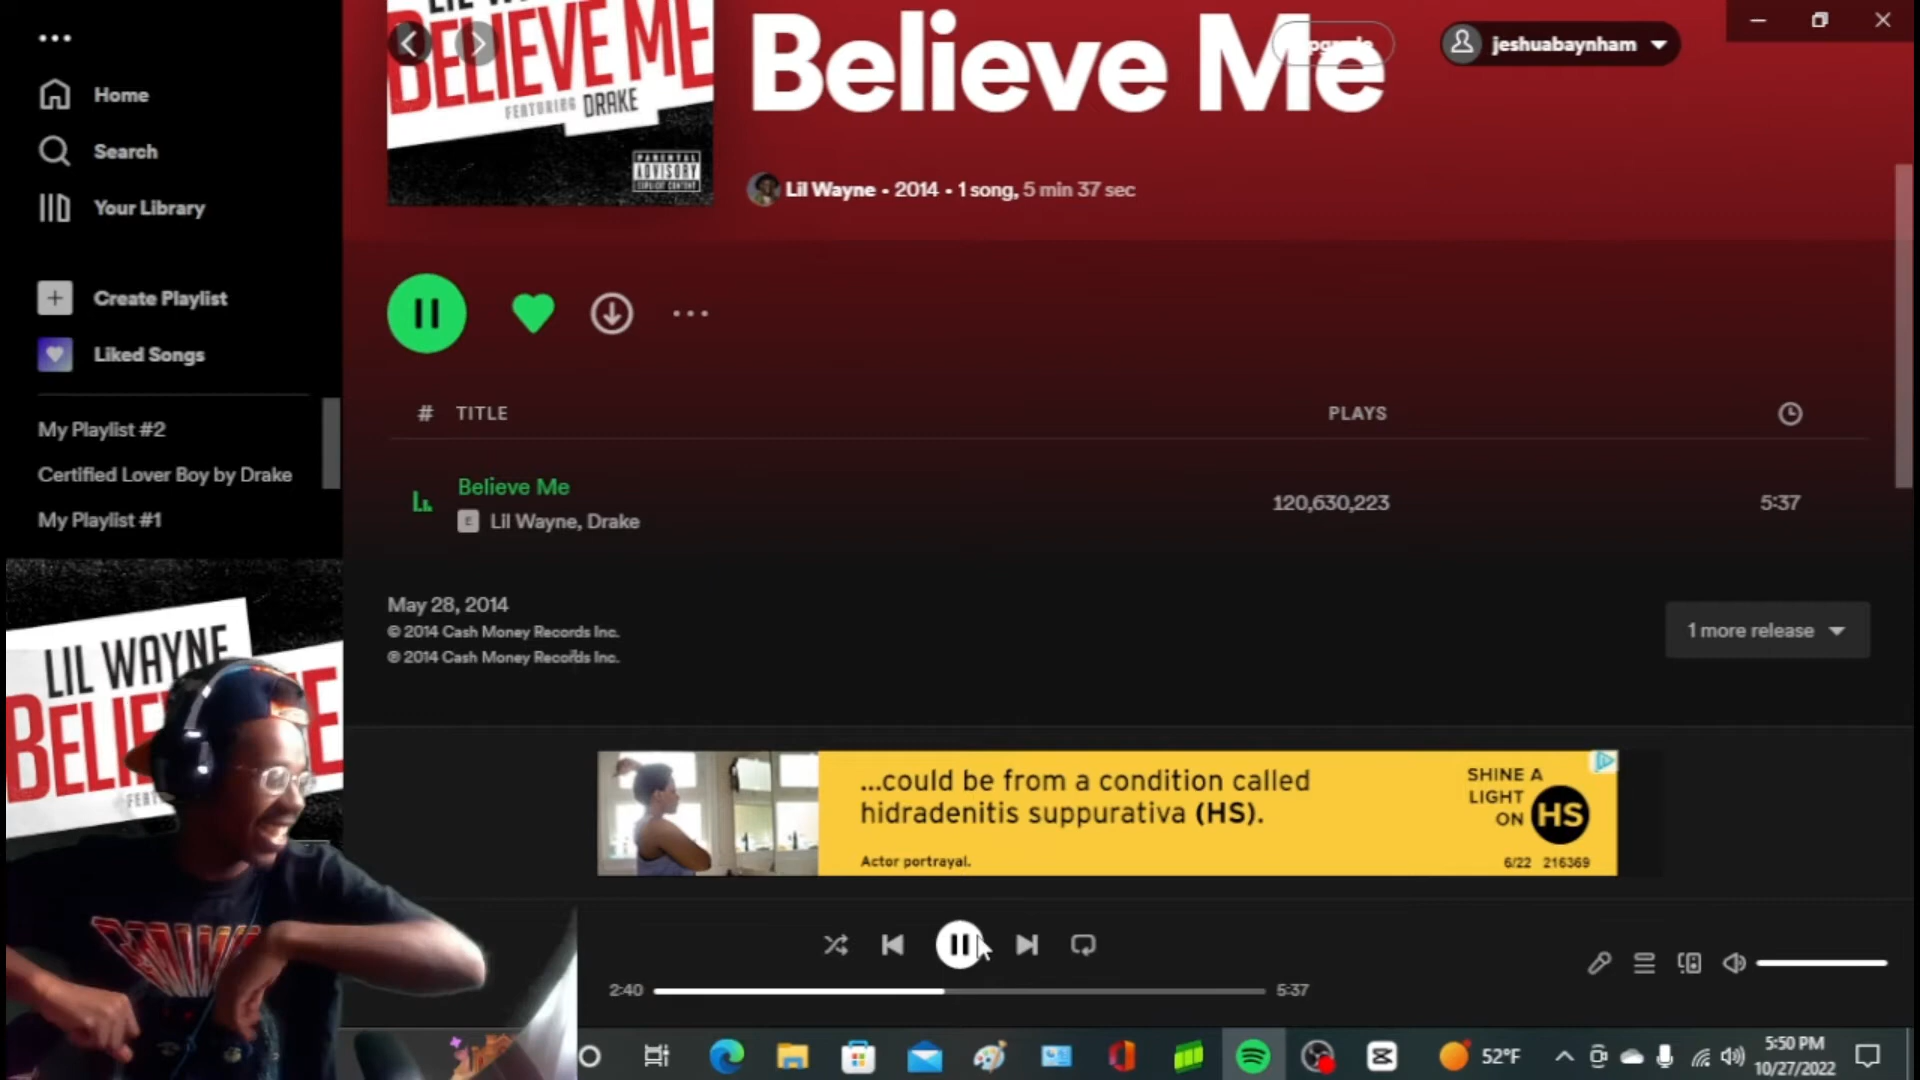 BELIEVE ME
FEATURING DRAKE
PARENTAL
ADVISORY
EXPLICIT CONTENT
Believe Me
jeshuabaynham
Lil Wayne • 2014 • 1 song, 5 min 37 sec
Home
Search
Your Library
Create Playlist
Liked Songs
My Playlist #2
Certified Lover Boy by Drake
My Playlist #1
# TITLE PLAYS
Believe Me 120,630,223 5:37
E Lil Wayne, Drake
May 28, 2014
© 2014 Cash Money Records Inc.
℗ 2014 Cash Money Records Inc.
1 more release
LIL WAYNE
...could be from a condition called
hidradenitis suppurativa (HS).
Actor portrayal.
SHINE A
LIGHT
ON HS
6/22 216369
2:40 5:37
52°F
5:50 PM
10/27/2022